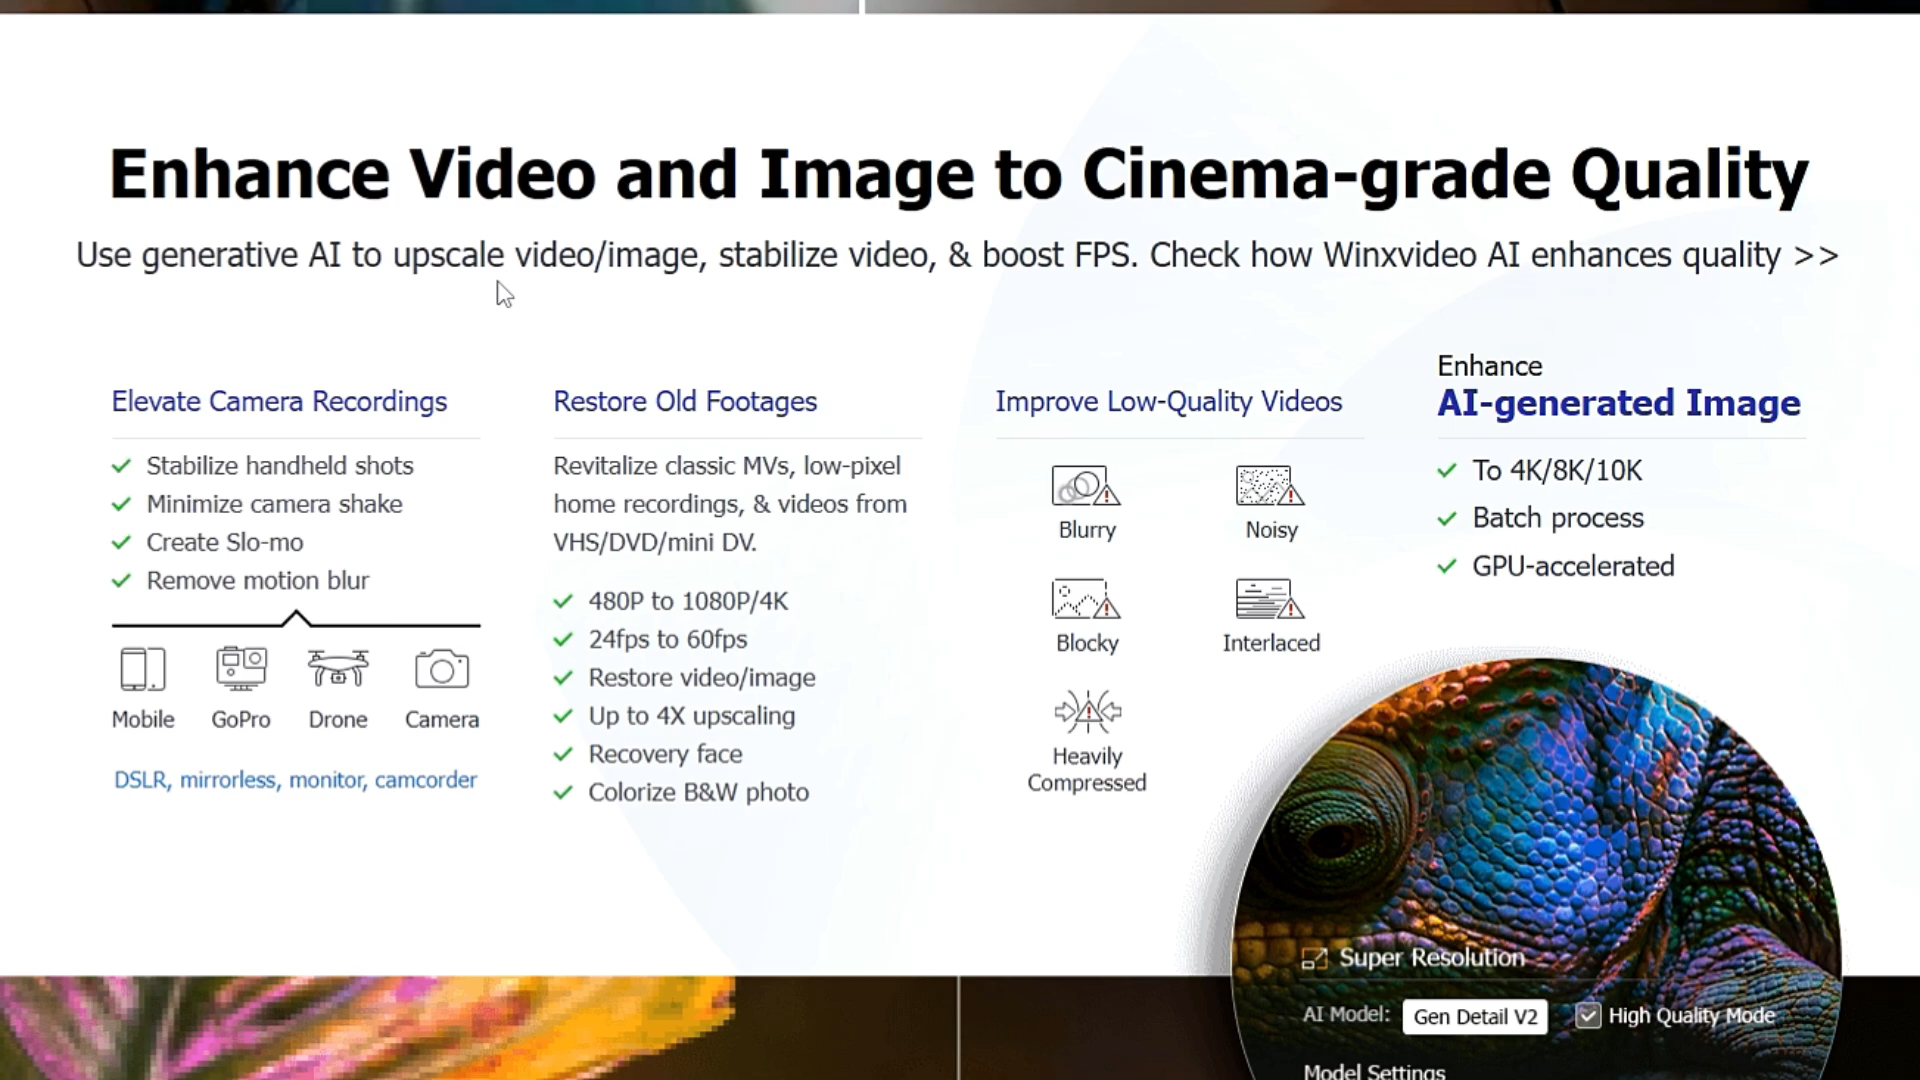 Enhance Video and Image to Cinema-grade Quality
Use generative AI to upscale video/image, stabilize video, & boost FPS. Check how Winxvideo AI enhances quality >>
Elevate Camera Recordings
Stabilize handheld shots
Minimize camera shake
Create Slo-mo
Remove motion blur
Mobile
GoPro
Drone
Camera
DSLR, mirrorless, monitor, camcorder
Restore Old Footages
Revitalize classic MVs, low-pixel
home recordings, & videos from
VHS/DVD/mini DV.
480P to 1080P/4K
24fps to 60fps
Restore video/image
Up to 4X upscaling
Recovery face
Colorize B&W photo
Improve Low-Quality Videos
Blurry
Noisy
Blocky
Interlaced
Heavily
Compressed
Enhance
AI-generated Image
To 4K/8K/10K
Batch process
GPU-accelerated
Super Resolution
AI Model: Gen Detail V2 High Quality Mode
Model Settings